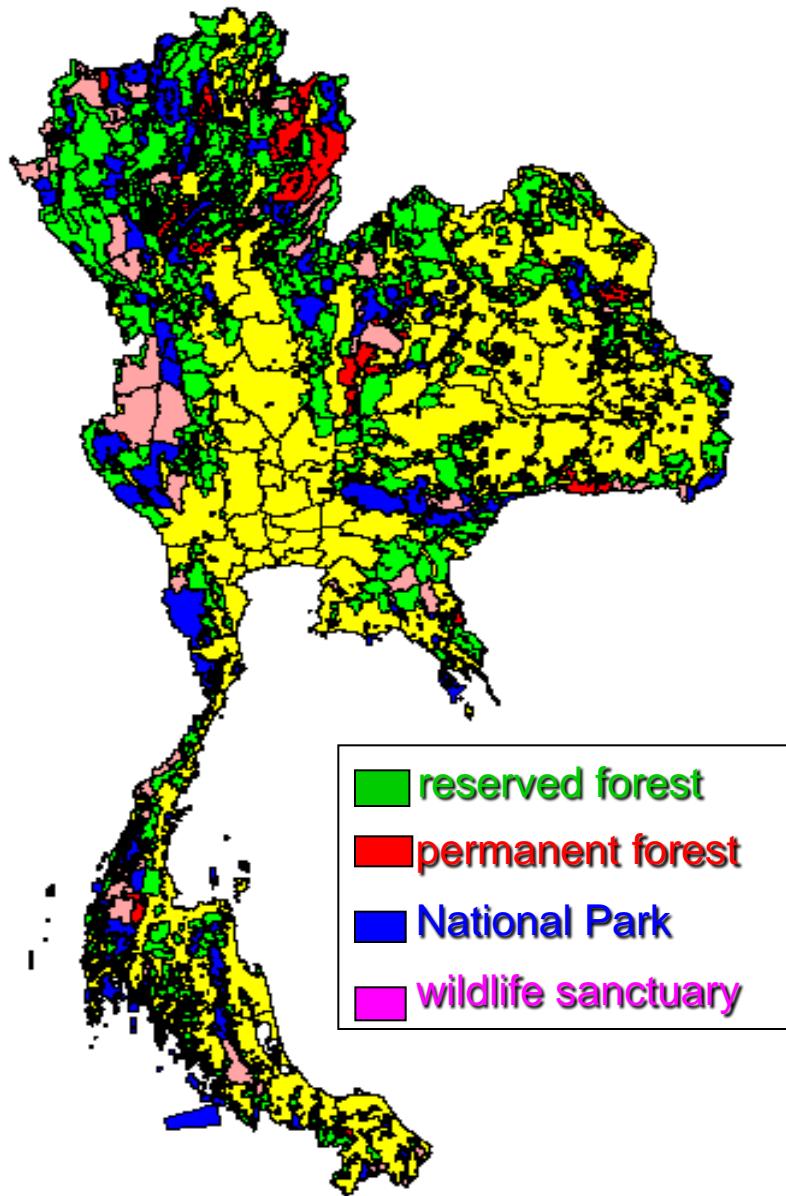 reserved forest
permanent forest
National Park
wildlife sanctuary